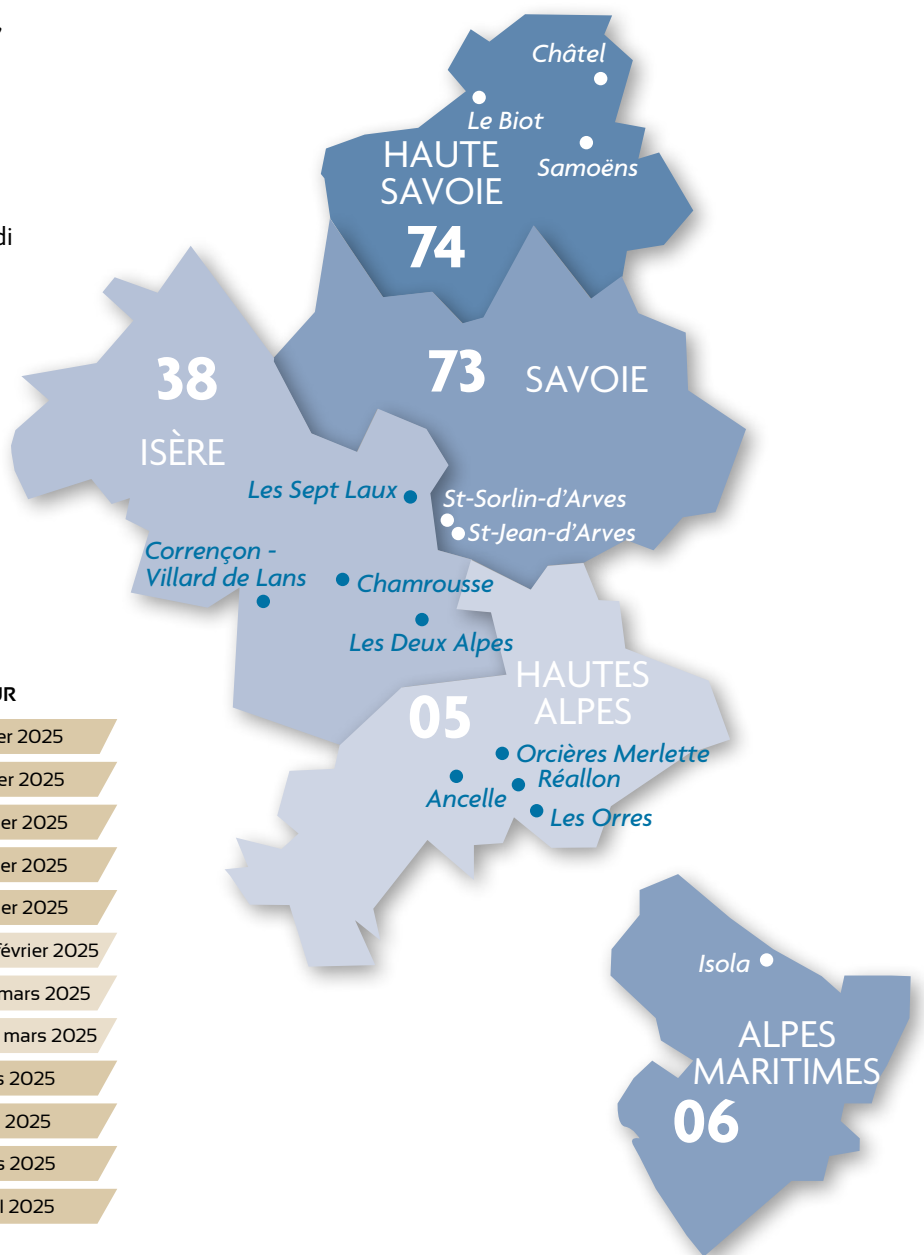 di
Châtel
Le Biot
Samoëns
HAUTE
SAVOIE
74
73
SAVOIE
38
ISÈRE
Les Sept Laux
St-Sorlin-d'Arves
St-Jean-d'Arves
Corrençon -
Villard de Lans
Chamrousse
Les Deux Alpes
HAUTES
ALPES
05
Orcières Merlette
Réallon
Ancelle
Les Orres
Isola
ALPES
MARITIMES
06
UR
er 2025
er 2025
er 2025
er 2025
er 2025
février 2025
mars 2025
mars 2025
s 2025
2025
s 2025
l 2025